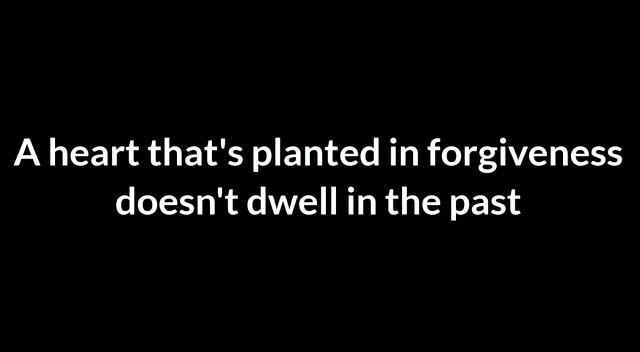 A heart that's planted in forgiveness
doesn't dwell in the past